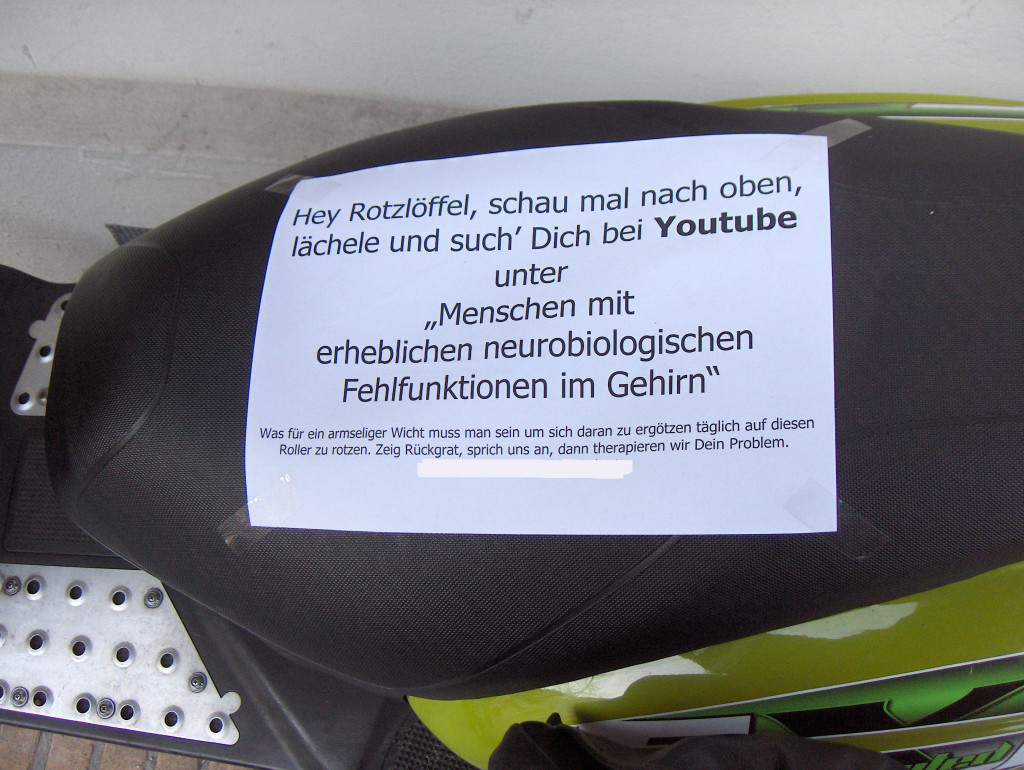 Hey Rotzlöffel, schau mal nach oben,
lächele und such’ Dich bei Youtube
unter
„Menschen mit
erheblichen neurobiologischen
Fehlfunktionen im Gehirn“
Was für ein armseliger Wicht muss man sein um sich daran zu ergötzen täglich auf diesen
Roller zu rotzen. Zeig Rückgrat, sprich uns an, dann therapieren wir Dein Problem.